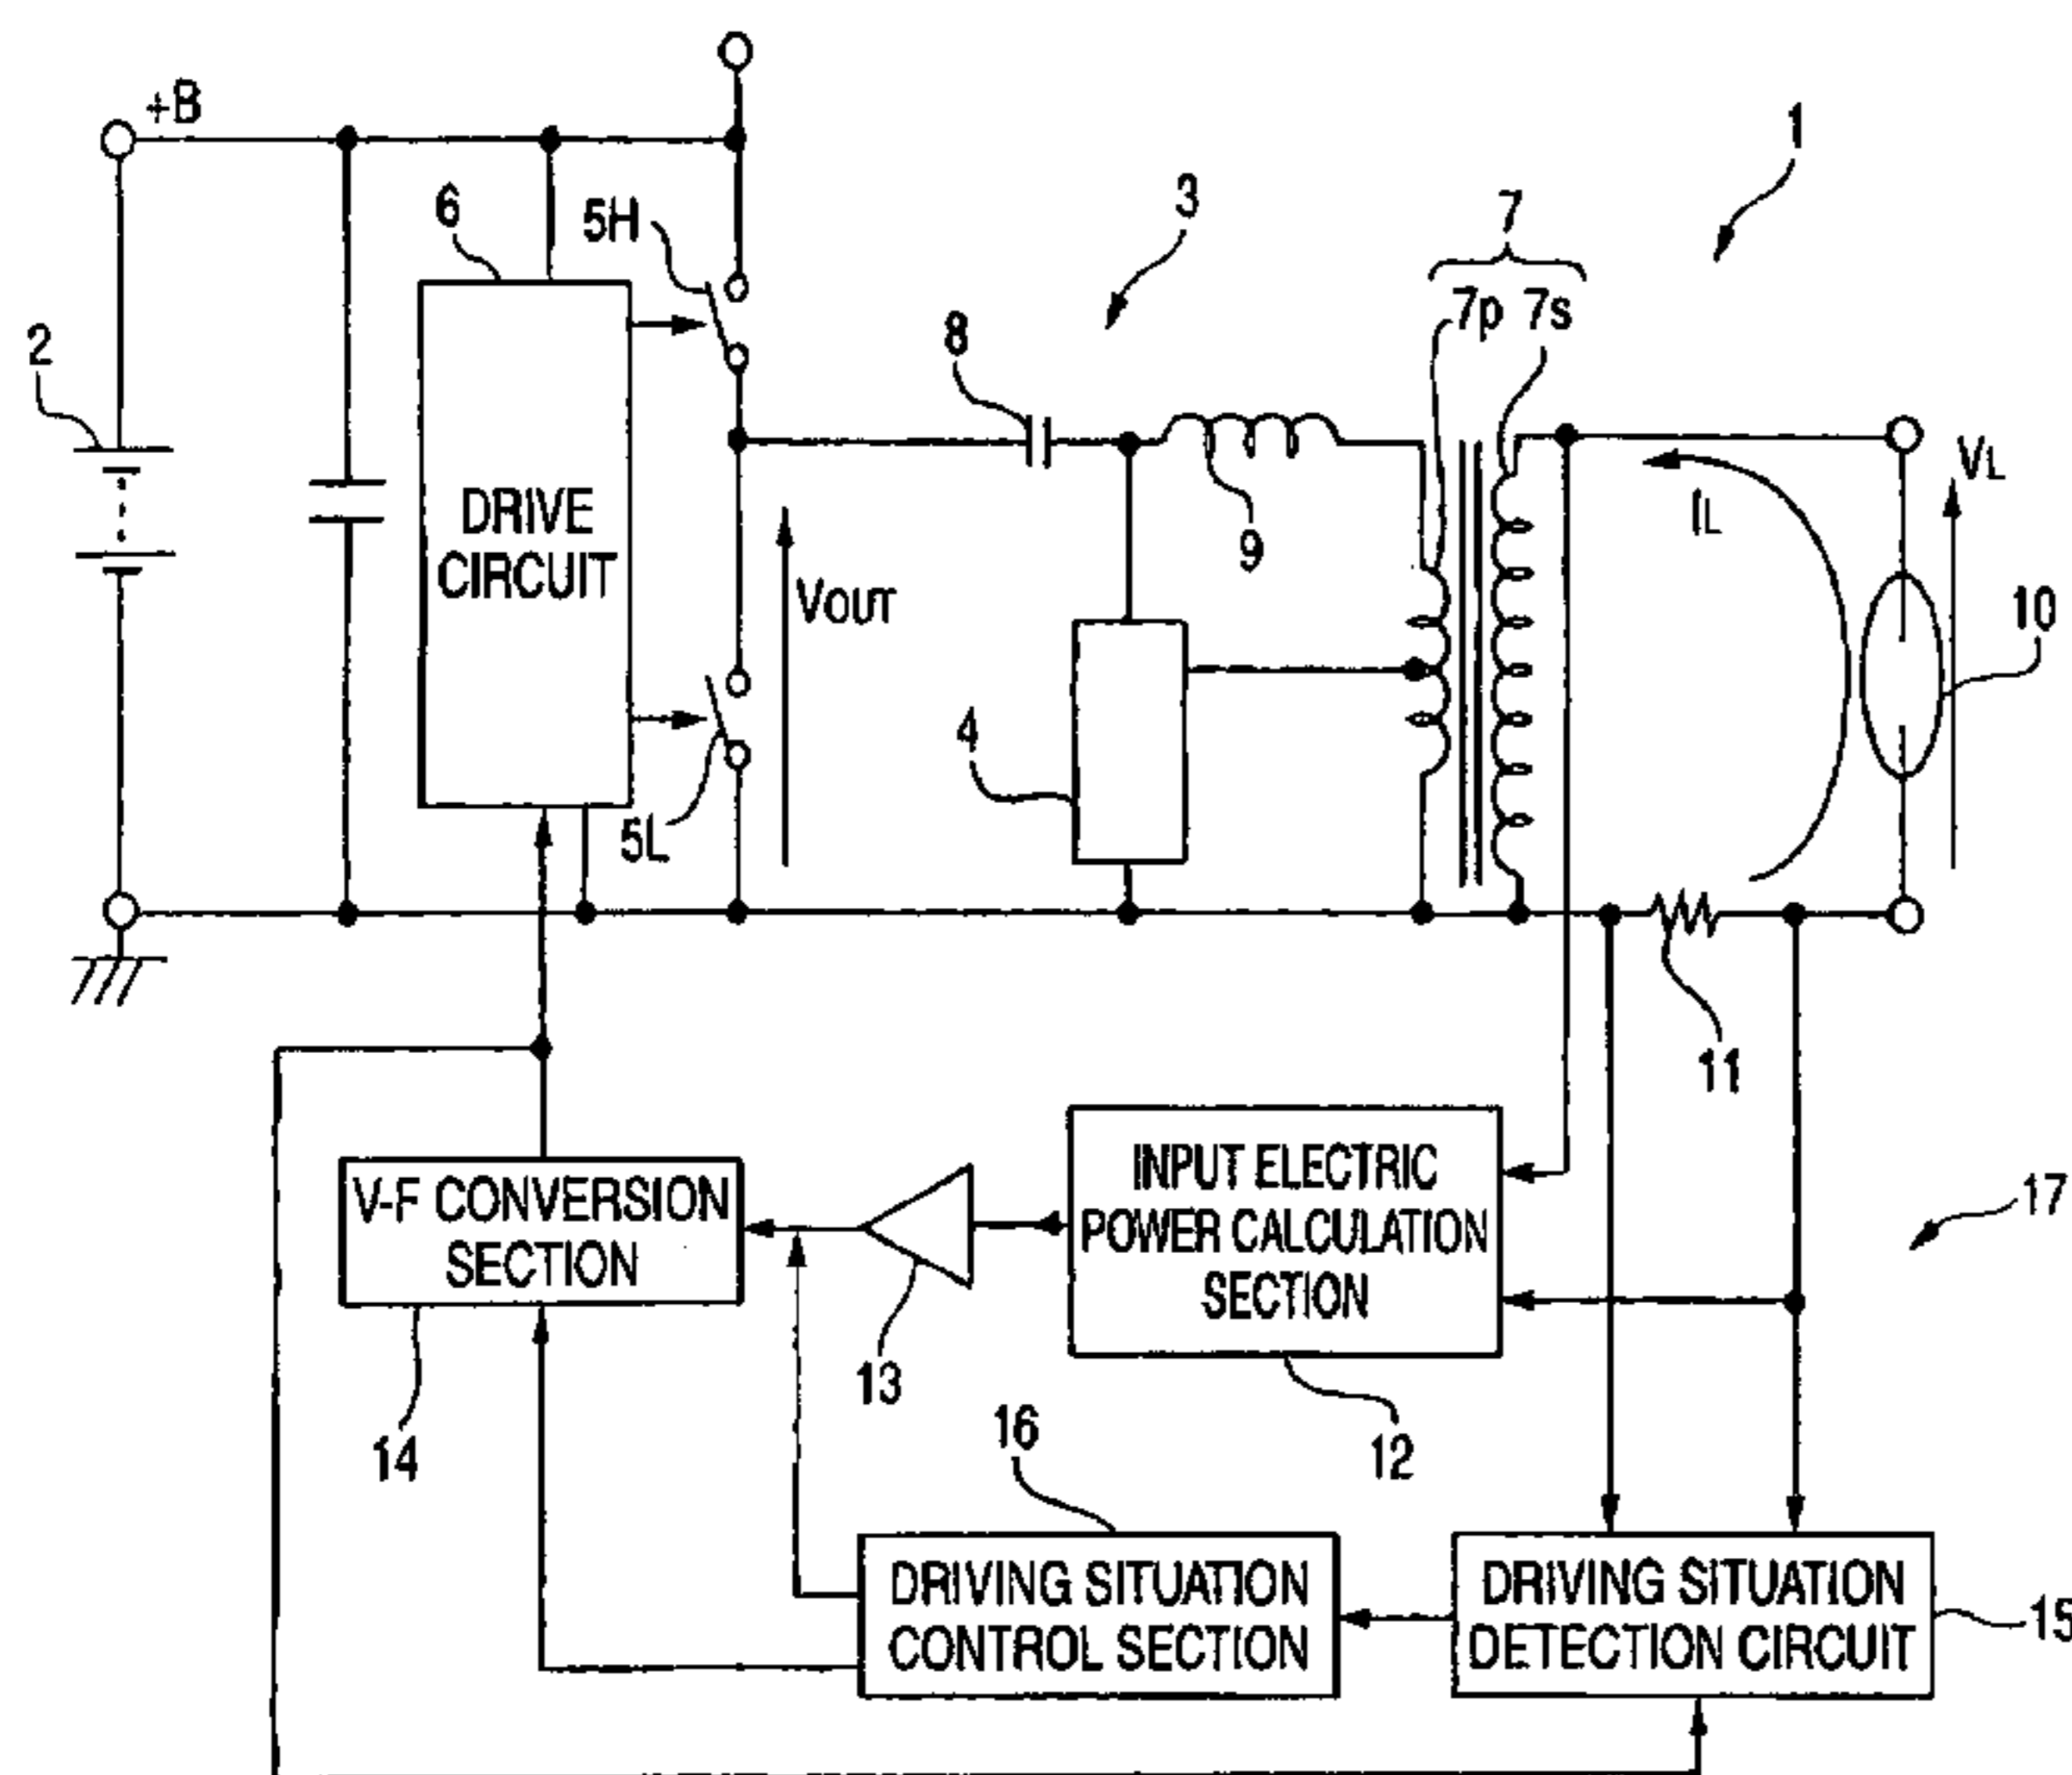 +B
1
6
5H
3
7
7p 7s
2
8
VL
IL
DRIVE
CIRCUIT
9
VOUT
10
4
5L
11
INPUT ELECTRIC
POWER CALCULATION
SECTION
V-F CONVERSION
SECTION
17
13
14
16
12
DRIVING SITUATION
CONTROL SECTION
DRIVING SITUATION
DETECTION CIRCUIT
15